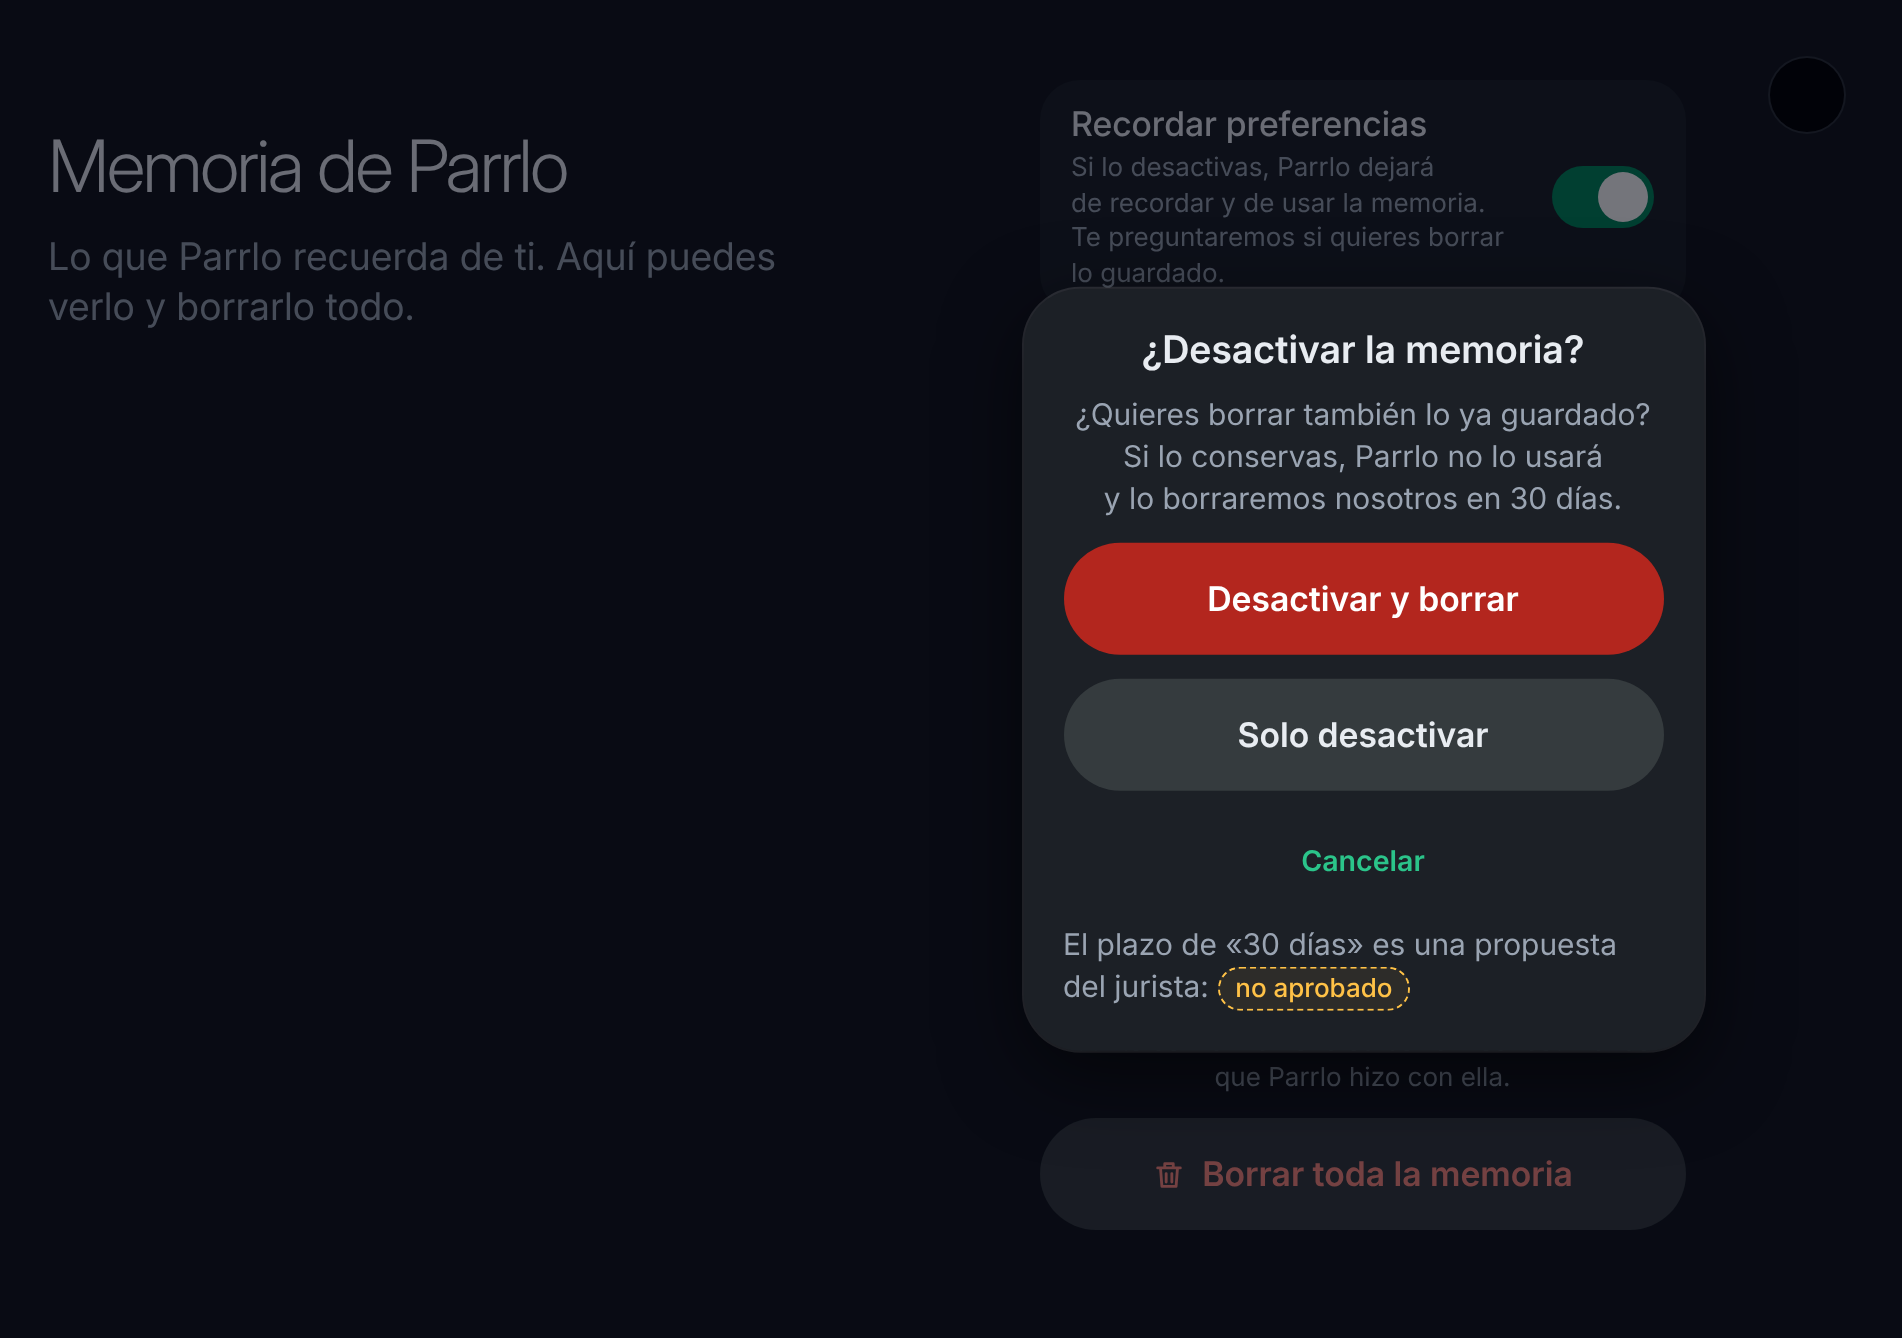 Memoria de Parrlo
Lo que Parrlo recuerda de ti. Aquí puedes
verlo y borrarlo todo.
Recordar preferencias
Si lo desactivas, Parrlo dejará
de recordar y de usar la memoria.
Te preguntaremos si quieres borrar
lo guardado.
¿Desactivar la memoria?
¿Quieres borrar también lo ya guardado?
Si lo conservas, Parrlo no lo usará
y lo borraremos nosotros en 30 días.
Desactivar y borrar
Solo desactivar
Cancelar
El plazo de «30 días» es una propuesta
del jurista: no aprobado
que Parrlo hizo con ella.
Borrar toda la memoria